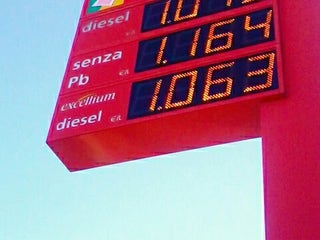 diesel €/l
senza 1.164
Pb €/l
excellium 1.063
diesel €/l